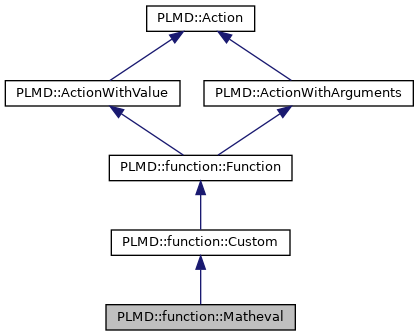 PLMD::Action
PLMD::ActionWithValue
PLMD::ActionWithArguments
PLMD::function::Function
PLMD::function::Custom
PLMD::function::Matheval